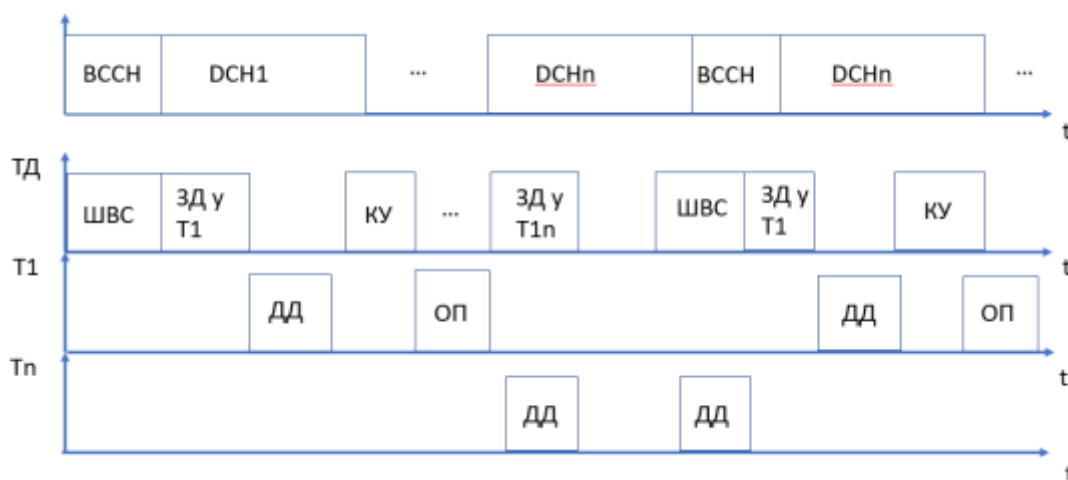 BCCH DCH1 ... DCHn BCCH DCHn ...
t
ТД
ШВС ЗД у Т1 КУ ... ЗД у Т1n ШВС ЗД у Т1 КУ
t
Т1
ДД ОП ДД ОП
t
Tn
ДД ДД
t